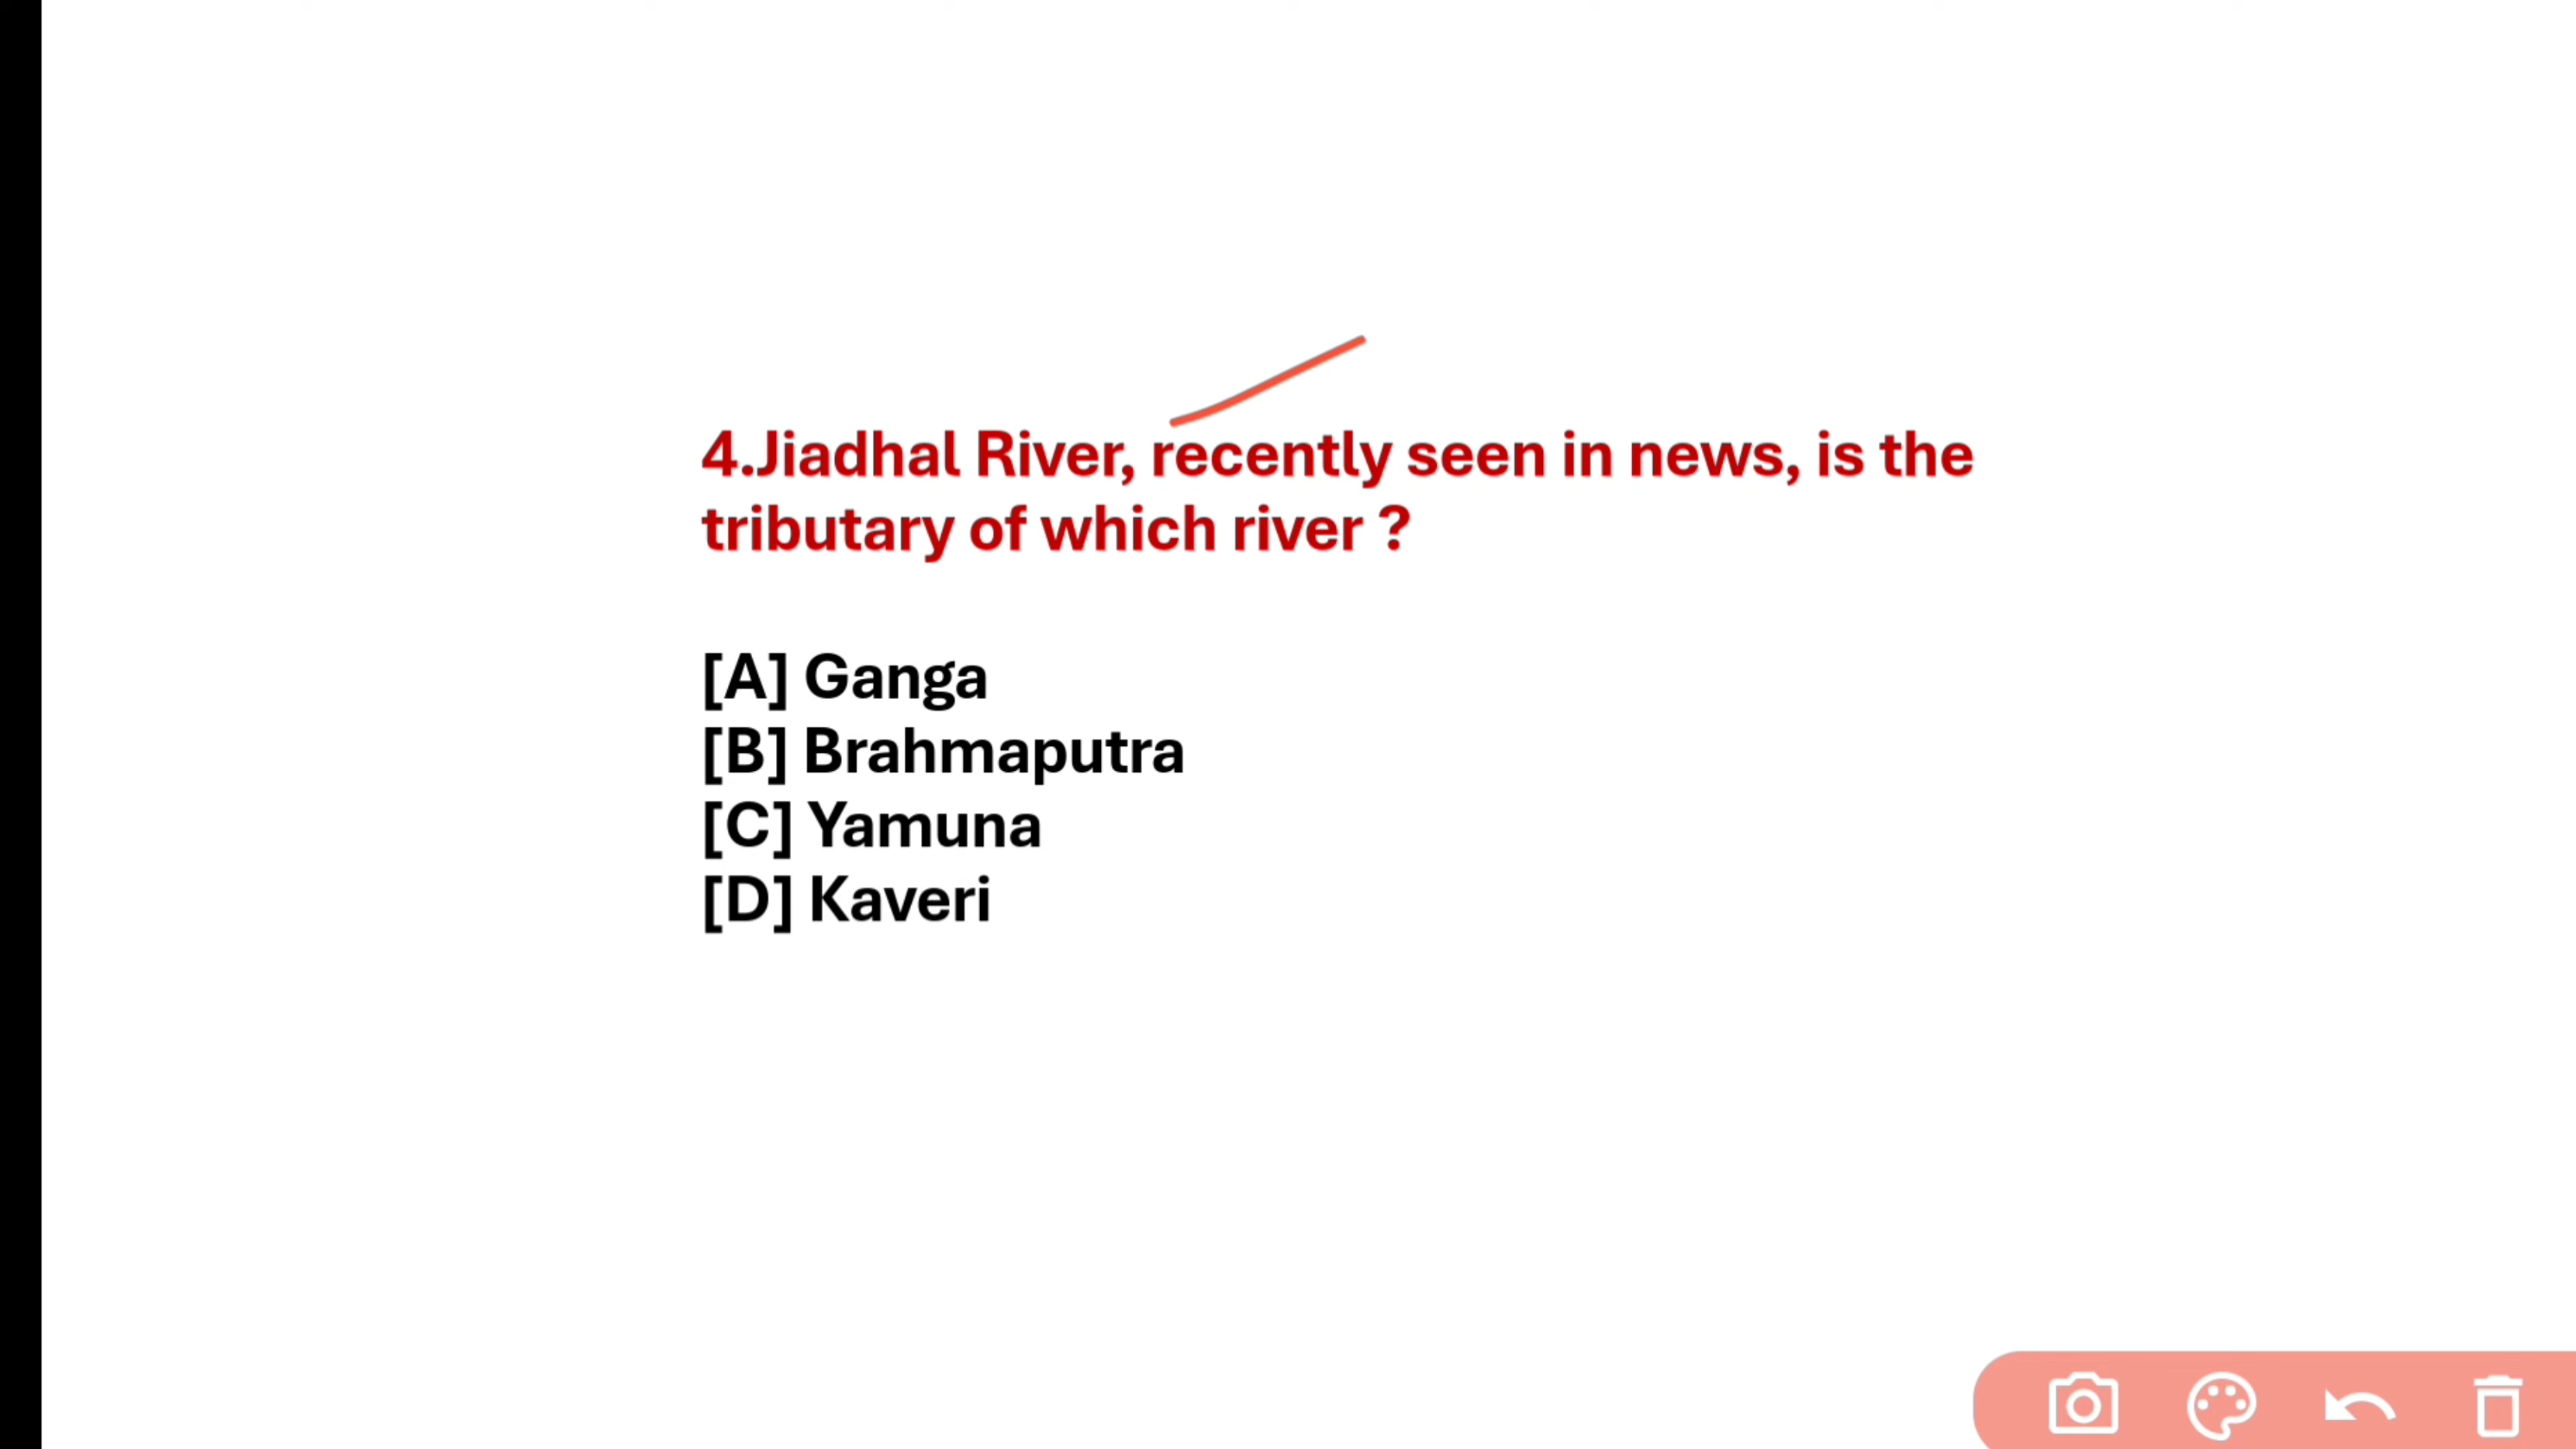 4.Jiadhal River, recently seen in news, is the
tributary of which river ?
[A] Ganga
[B] Brahmaputra
[C] Yamuna
[D] Kaveri